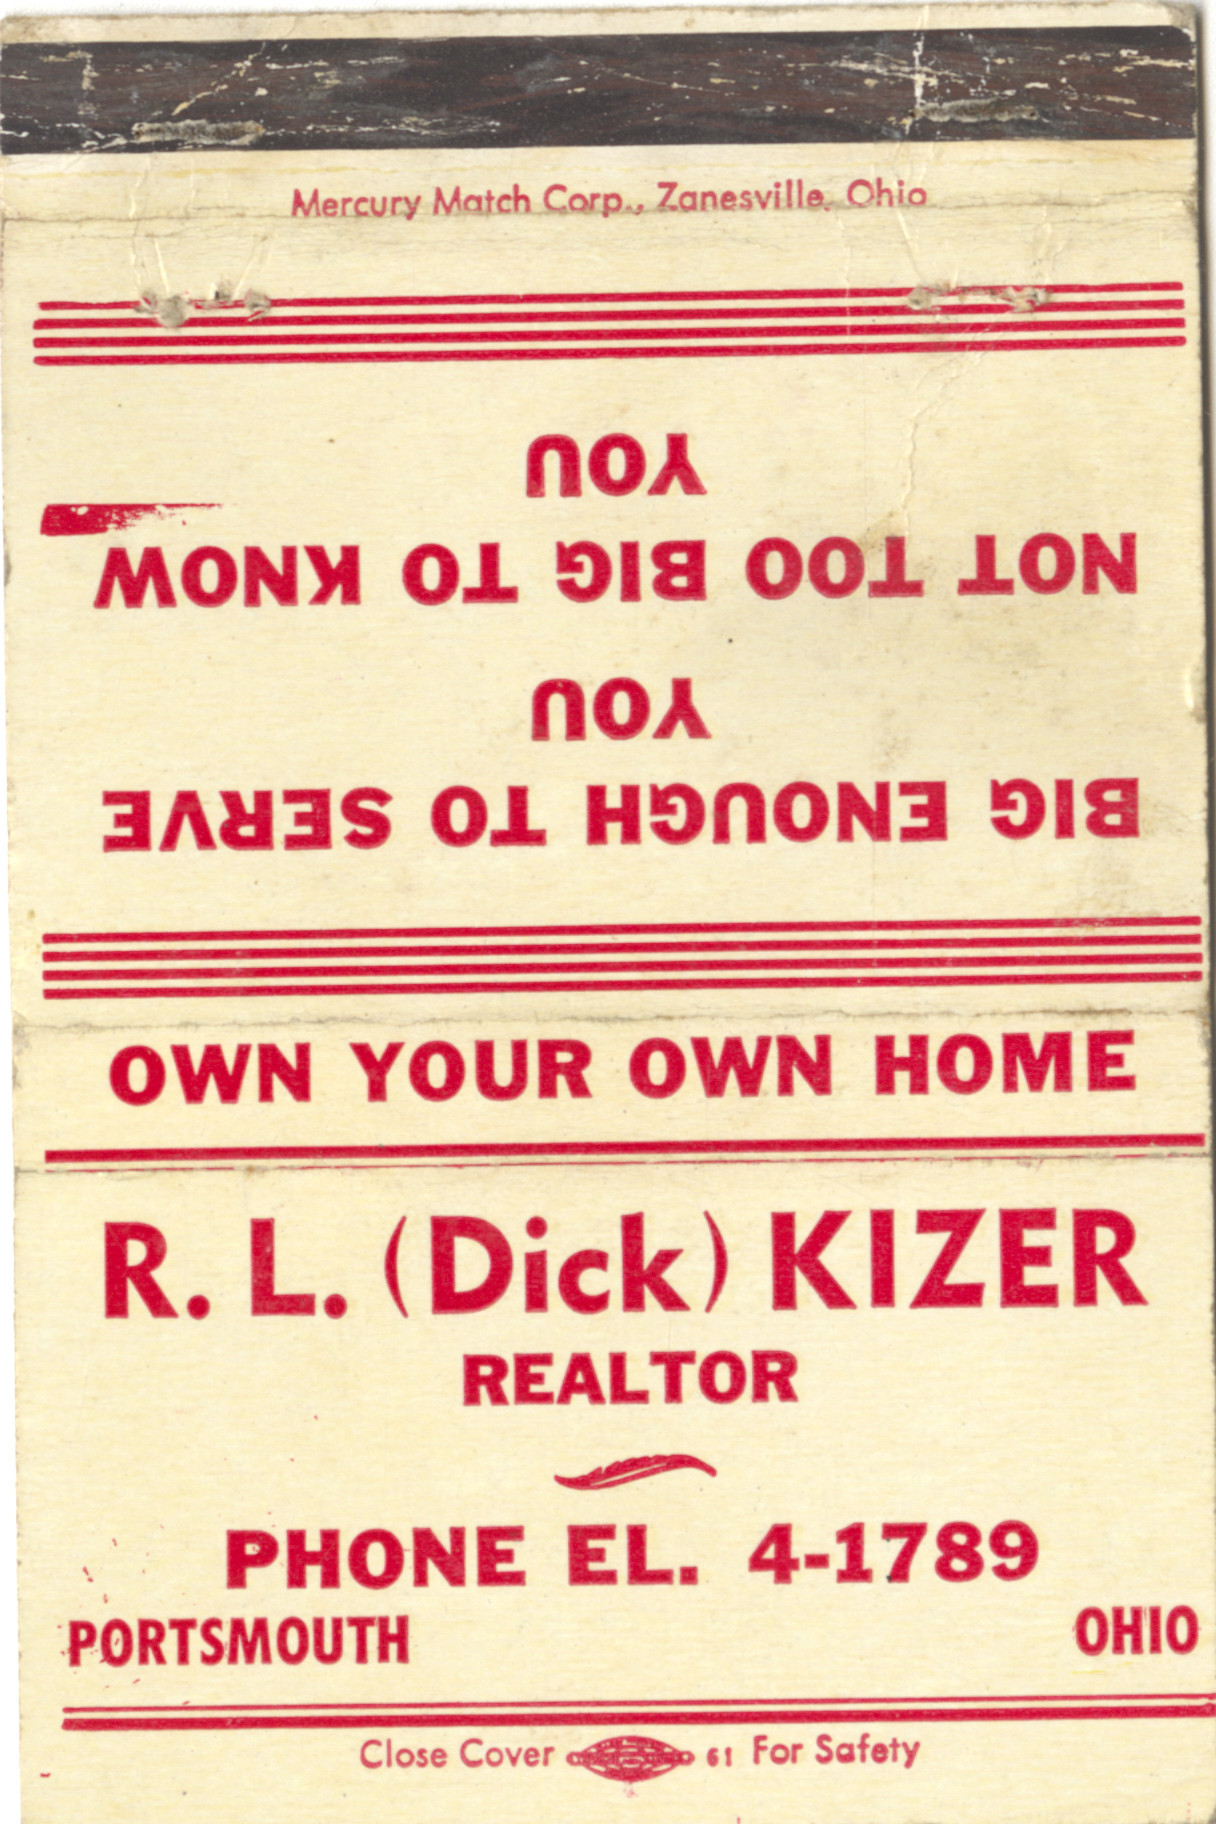 Mercury Match Corp., Zanesville, Ohio
BIG ENOUGH TO SERVE
YOU
NOT TOO BIG TO KNOW
YOU
OWN YOUR OWN HOME
R. L. (Dick) KIZER
REALTOR
PHONE EL. 4-1789
PORTSMOUTH OHIO
Close Cover 61 For Safety